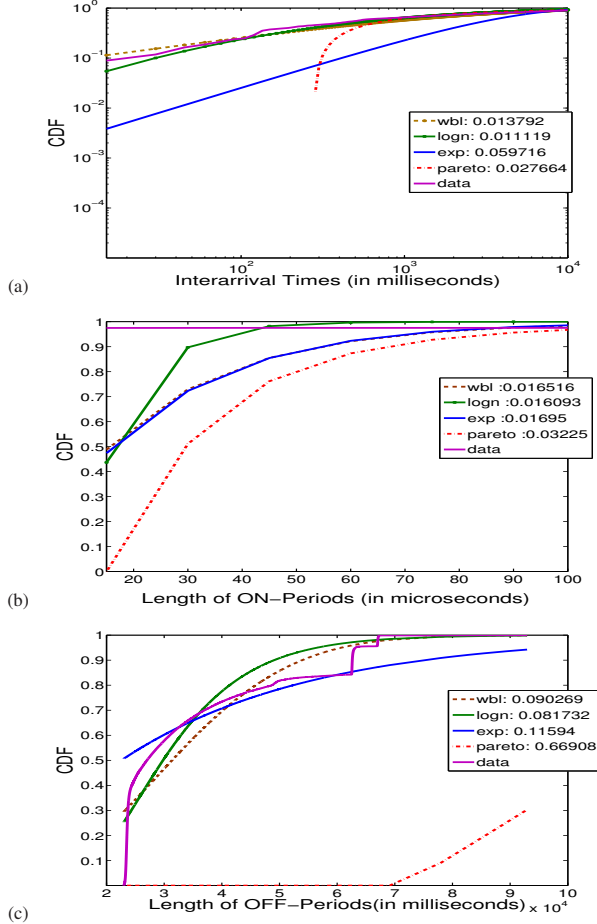 10^0
10^-1
10^-2
10^-3
10^-4
CDF
wbl: 0.013792
logn: 0.011119
exp: 0.059716
pareto: 0.027664
data
10^2
10^3
10^4
Interarrival Times (in milliseconds)
(a)
1
0.9
0.8
0.7
0.6
0.5
0.4
0.3
0.2
0.1
0
CDF
wbl :0.016516
logn :0.016093
exp :0.01695
pareto :0.03225
data
20
30
40
50
60
70
80
90
100
Length of ON-Periods (in microseconds)
(b)
1
0.9
0.8
0.7
0.6
0.5
0.4
0.3
0.2
0.1
CDF
wbl: 0.090269
logn: 0.081732
exp: 0.11594
pareto: 0.66908
data
2
3
4
5
6
7
8
9
10
Length of OFF-Periods(in milliseconds)
x 10^4
(c)